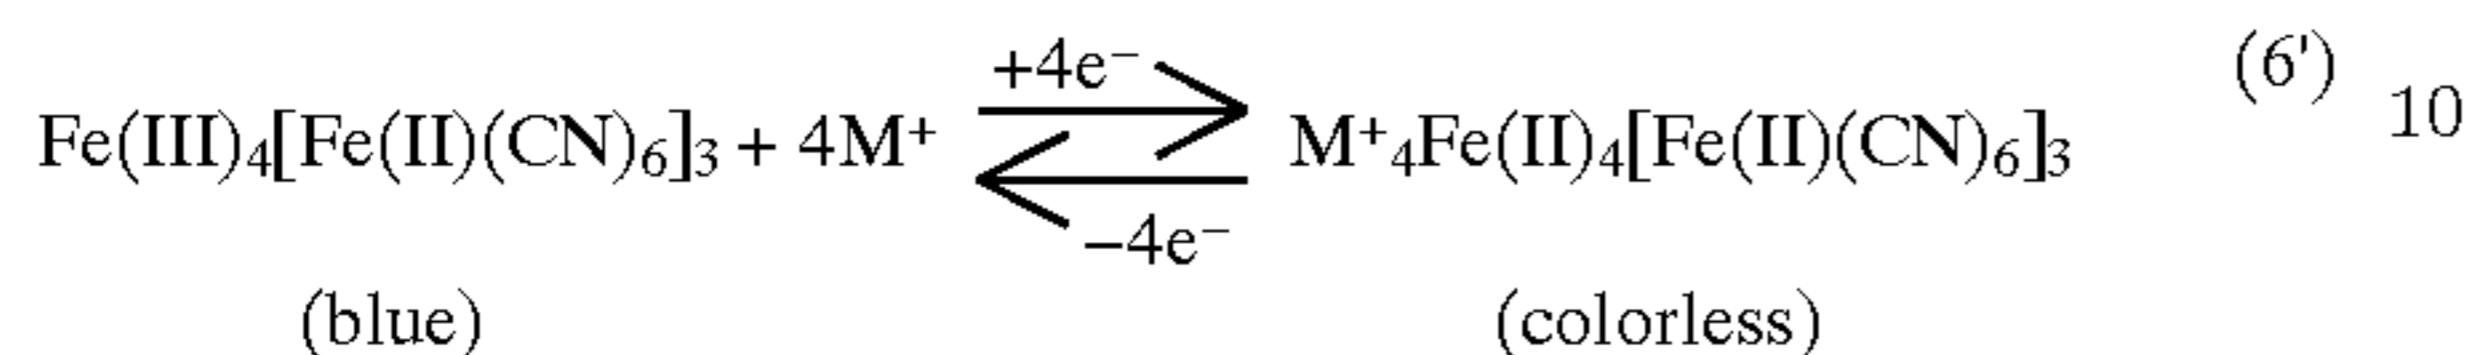 (6')
10
+4e⁻
Fe(III)₄[Fe(II)(CN)₆]₃ + 4M⁺ ⇌ M⁺₄Fe(II)₄[Fe(II)(CN)₆]₃
−4e⁻
(blue) (colorless)